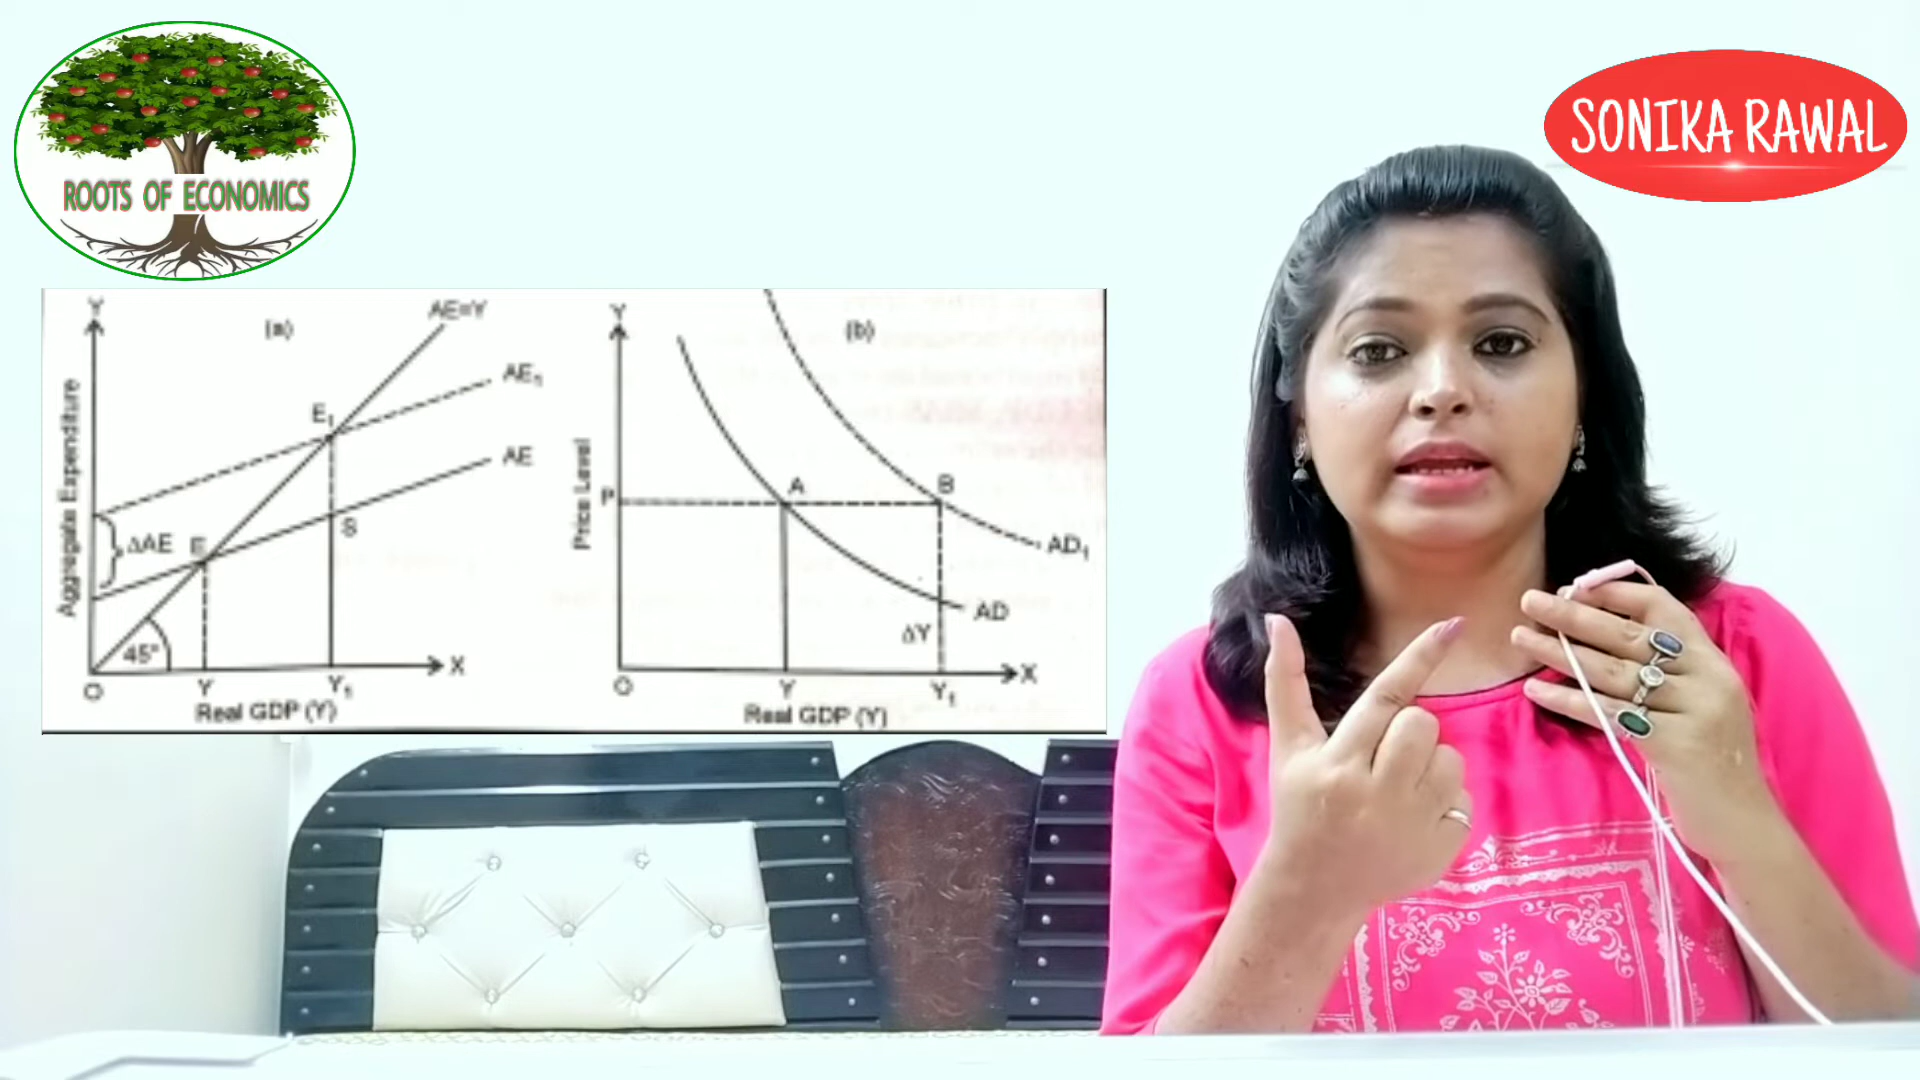 ROOTS OF ECONOMICS
SONIKA RAWAL
Y
(a)
AE=Y
AE₁
E₁
AE
S
ΔAE
E
45°
O
Y
Y₁
X
Real GDP (Y)
Aggregate Expenditure
Y
(b)
P
A
B
AD₁
AD
ΔY
O
Y
Y₁
X
Real GDP (Y)
Price Level